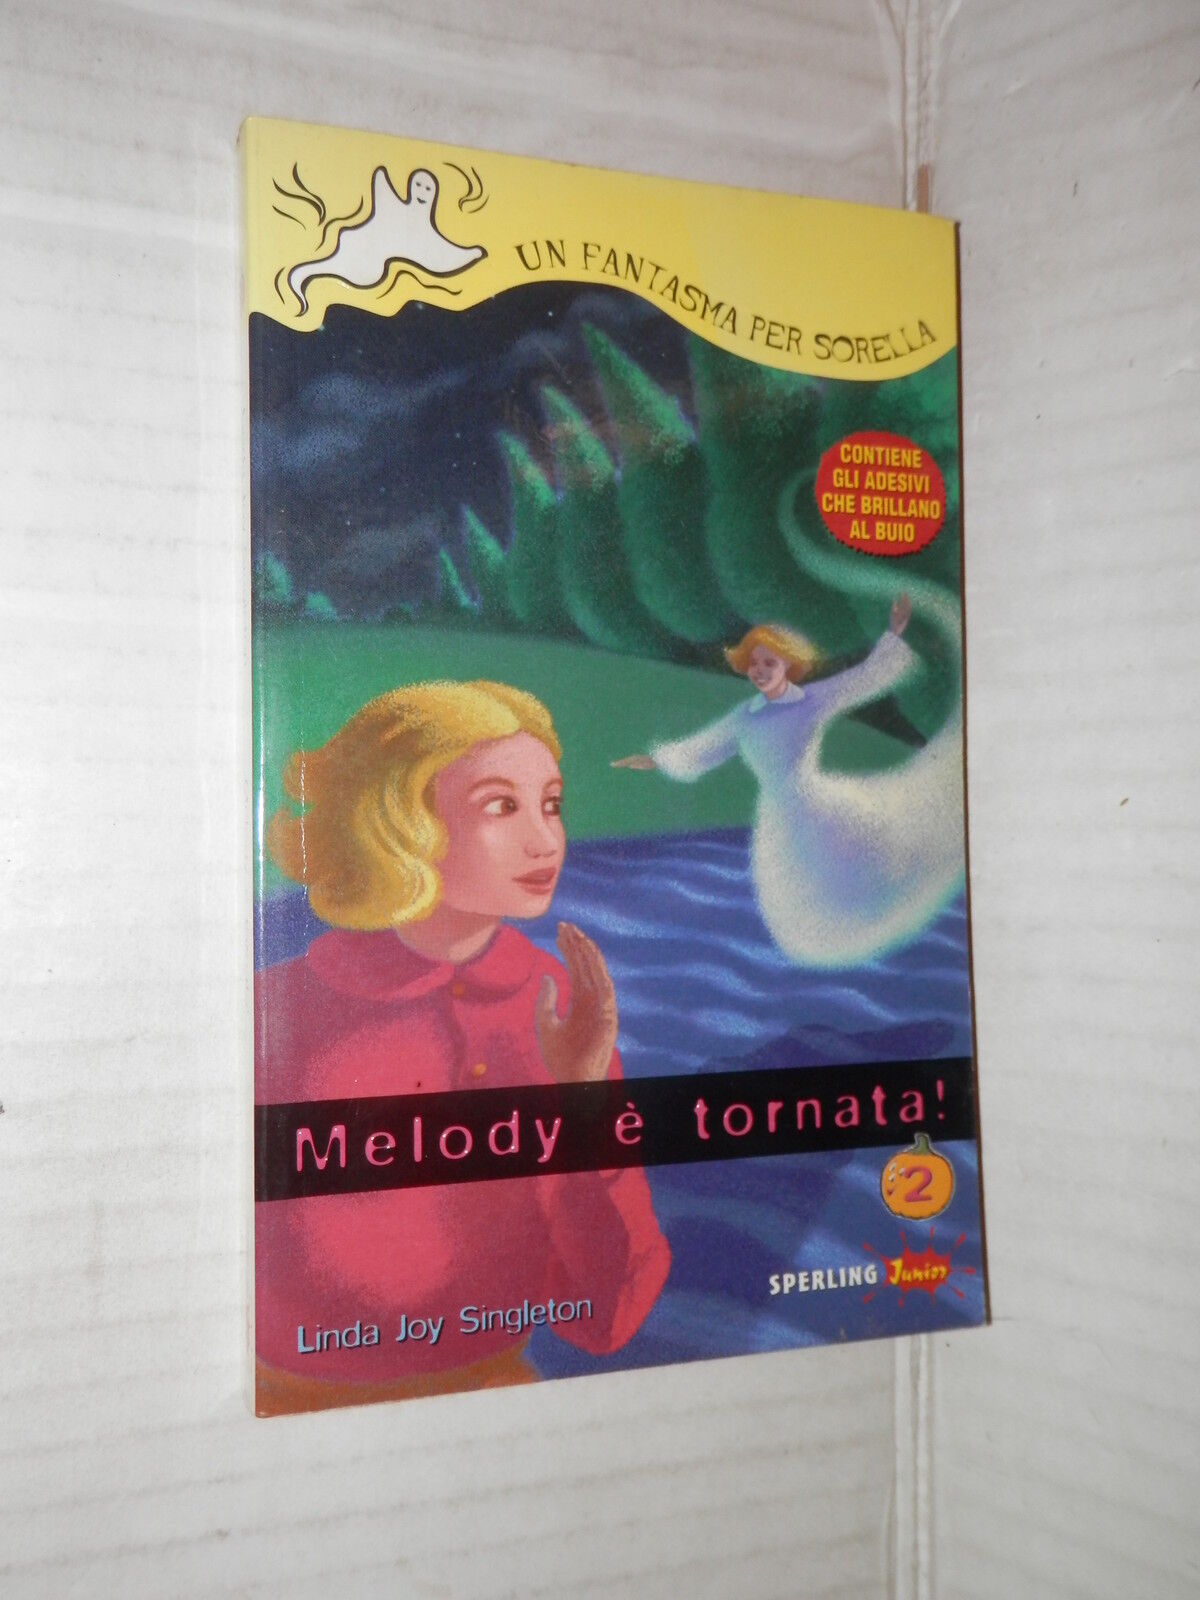 UN FANTASMA PER SORELLA
CONTIENE
GLI ADESIVI
CHE BRILLANO
AL BUIO
Melody è tornata!
2
SPERLING Junior
Linda Joy Singleton